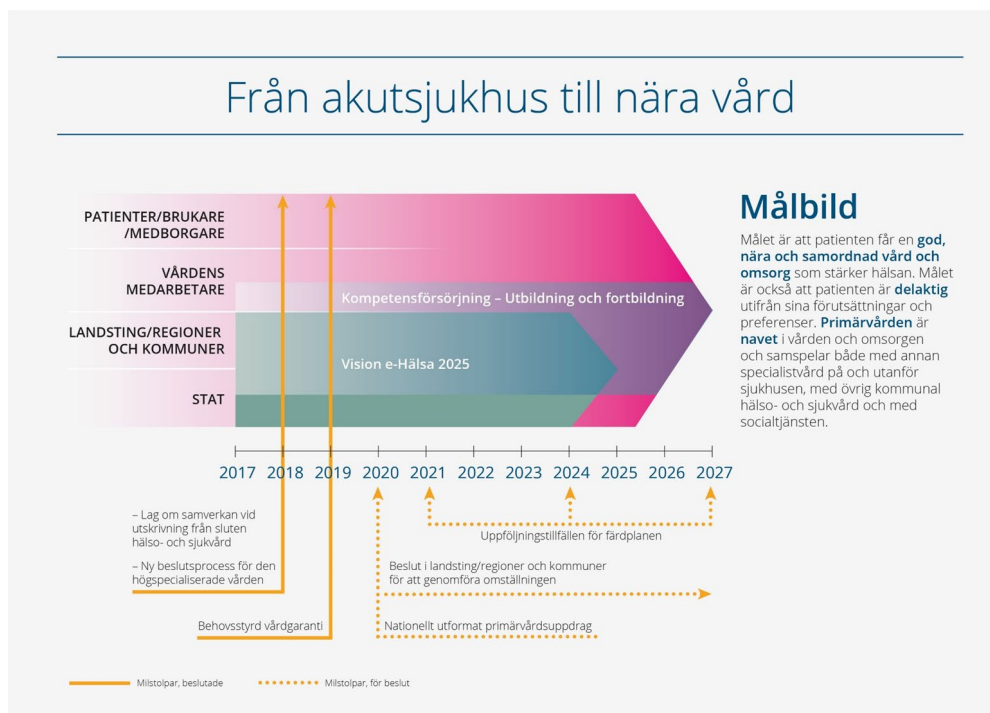 Från akutsjukhus till nära vård
PATIENTER/BRUKARE
/MEDBORGARE
VÅRDENS
MEDARBETARE
LANDSTING/REGIONER
OCH KOMMUNER
STAT
Kompetensförsörjning – Utbildning och fortbildning
Vision e-Hälsa 2025
Målbild
Målet är att patienten får en god,
nära och samordnad vård och
omsorg som stärker hälsan. Målet
är också att patienten är delaktig
utifrån sina förutsättningar och
preferenser. Primärvården är
navet i vården och omsorgen
och samspelar både med annan
specialistvård på och utanför
sjukhusen, med övrig kommunal
hälso- och sjukvård och med
socialtjänsten.
2017 2018 2019 2020 2021 2022 2023 2024 2025 2026 2027
– Lag om samverkan vid
utskrivning från sluten
hälso- och sjukvård
– Ny beslutsprocess för den
högspecialiserade vården
Behovsstyrd vårdgaranti
Uppföljningstillfällen för färdplanen
Beslut i landsting/regioner och kommuner
för att genomföra omställningen
Nationellt utformat primärvårdsuppdrag
Milstolpar, beslutade
Milstolpar, för beslut